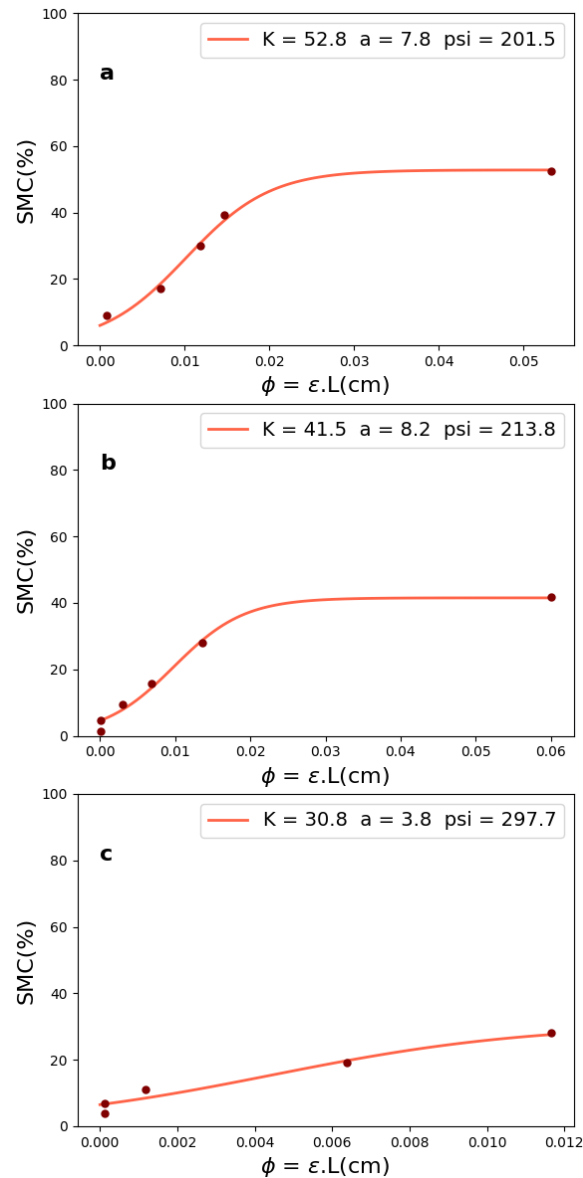 100
K = 52.8 a = 7.8 psi = 201.5
a
80
60
SMC(%)
40
20
0
0.00 0.01 0.02 0.03 0.04 0.05
ϕ = ε.L(cm)
100
K = 41.5 a = 8.2 psi = 213.8
b
80
60
SMC(%)
40
20
0
0.00 0.01 0.02 0.03 0.04 0.05 0.06
ϕ = ε.L(cm)
100
K = 30.8 a = 3.8 psi = 297.7
c
80
60
SMC(%)
40
20
0
0.000 0.002 0.004 0.006 0.008 0.010 0.012
ϕ = ε.L(cm)